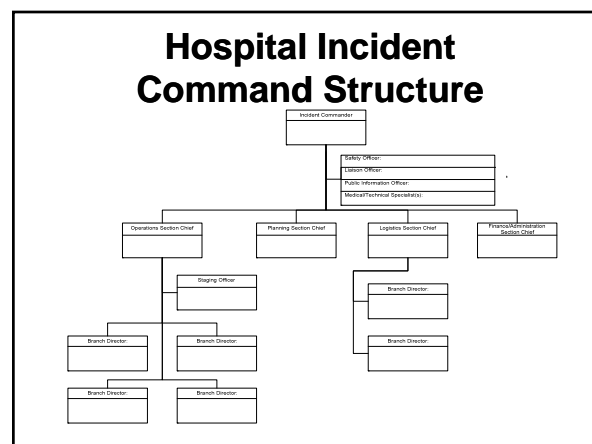 Hospital Incident
Command Structure
Incident Commander
Safety Officer:
Liaison Officer:
Public Information Officer:
Medical/Technical Specialist(s):
Operations Section Chief
Planning Section Chief
Logistics Section Chief
Finance/Administration
Section Chief
Staging Officer
Branch Director:
Branch Director:
Branch Director:
Branch Director:
Branch Director:
Branch Director: